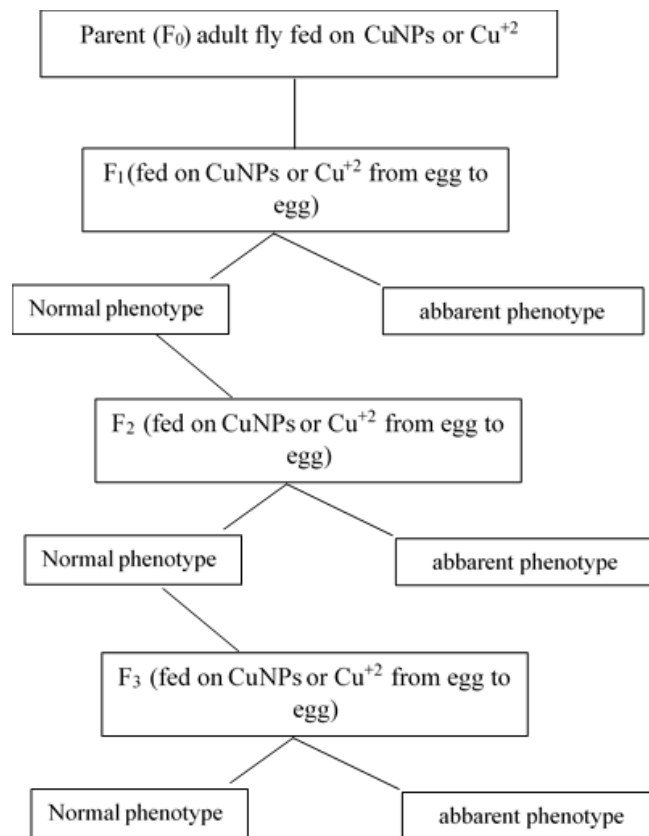 Parent (F₀) adult fly fed on CuNPs or Cu⁺²
F₁(fed on CuNPs or Cu⁺² from egg to
egg)
Normal phenotype
abbarent phenotype
F₂ (fed on CuNPs or Cu⁺² from egg to
egg)
Normal phenotype
abbarent phenotype
F₃ (fed on CuNPs or Cu⁺² from egg to
egg)
Normal phenotype
abbarent phenotype